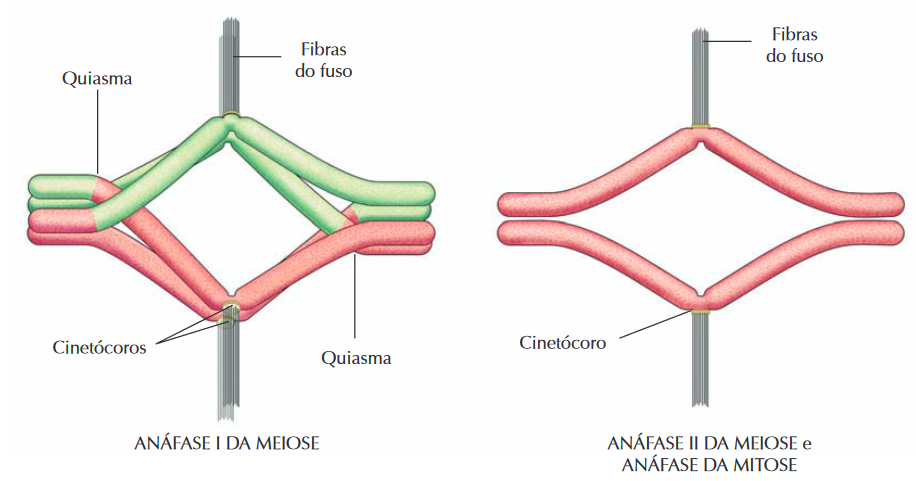 Fibras
do fuso
Quiasma
Cinetócoros
Quiasma
ANÁFASE I DA MEIOSE
Fibras
do fuso
Cinetócoro
ANÁFASE II DA MEIOSE e
ANÁFASE DA MITOSE